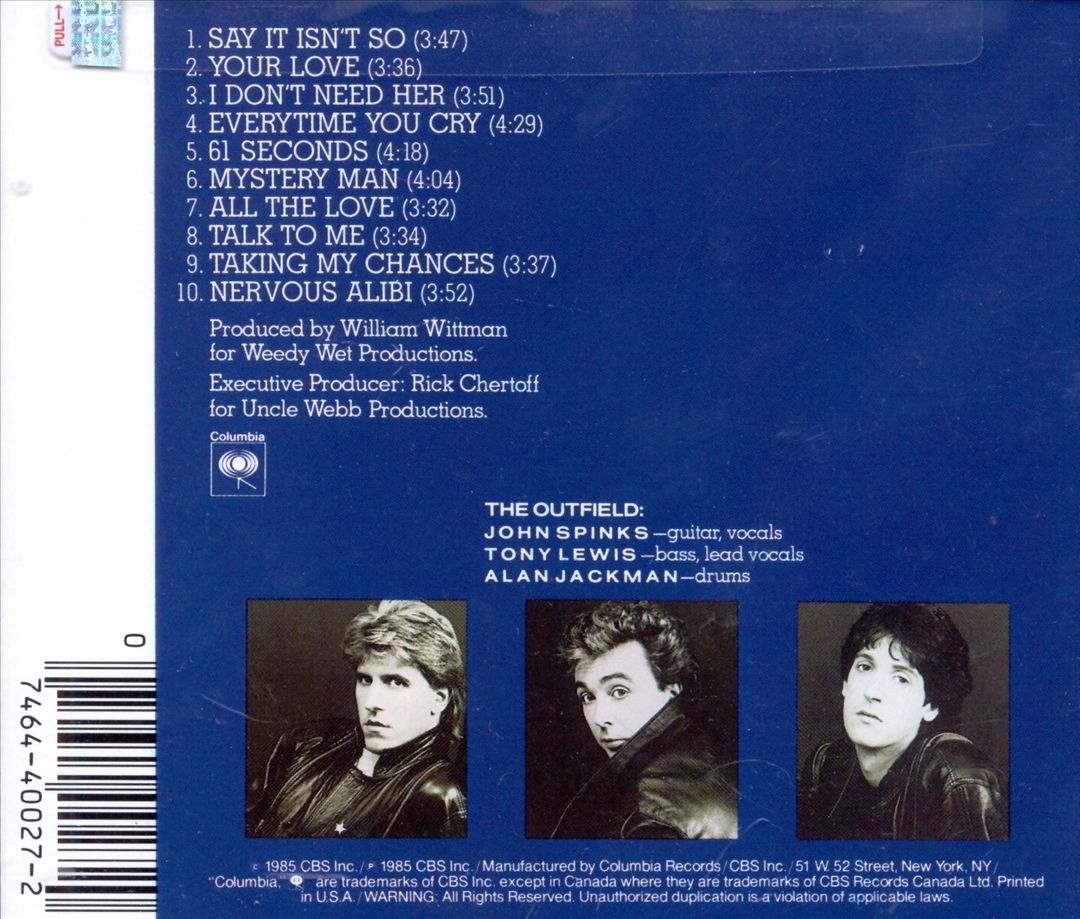 PULL→
1. SAY IT ISN'T SO (3:47)
2. YOUR LOVE (3:36)
3. I DON'T NEED HER (3:51)
4. EVERYTIME YOU CRY (4:29)
5. 61 SECONDS (4:18)
6. MYSTERY MAN (4:04)
7. ALL THE LOVE (3:32)
8. TALK TO ME (3:34)
9. TAKING MY CHANCES (3:37)
10. NERVOUS ALIBI (3:52)
Produced by William Wittman
for Weedy Wet Productions.
Executive Producer: Rick Chertoff
for Uncle Webb Productions.
Columbia
THE OUTFIELD:
JOHN SPINKS—guitar, vocals
TONY LEWIS—bass, lead vocals
ALAN JACKMAN—drums
0
7464-40027-2
© 1985 CBS Inc./℗ 1985 CBS Inc./Manufactured by Columbia Records/CBS Inc./51 W. 52 Street, New York, NY/
"Columbia," are trademarks of CBS Inc. except in Canada where they are trademarks of CBS Records Canada Ltd. Printed
in U.S.A./WARNING: All Rights Reserved. Unauthorized duplication is a violation of applicable laws.